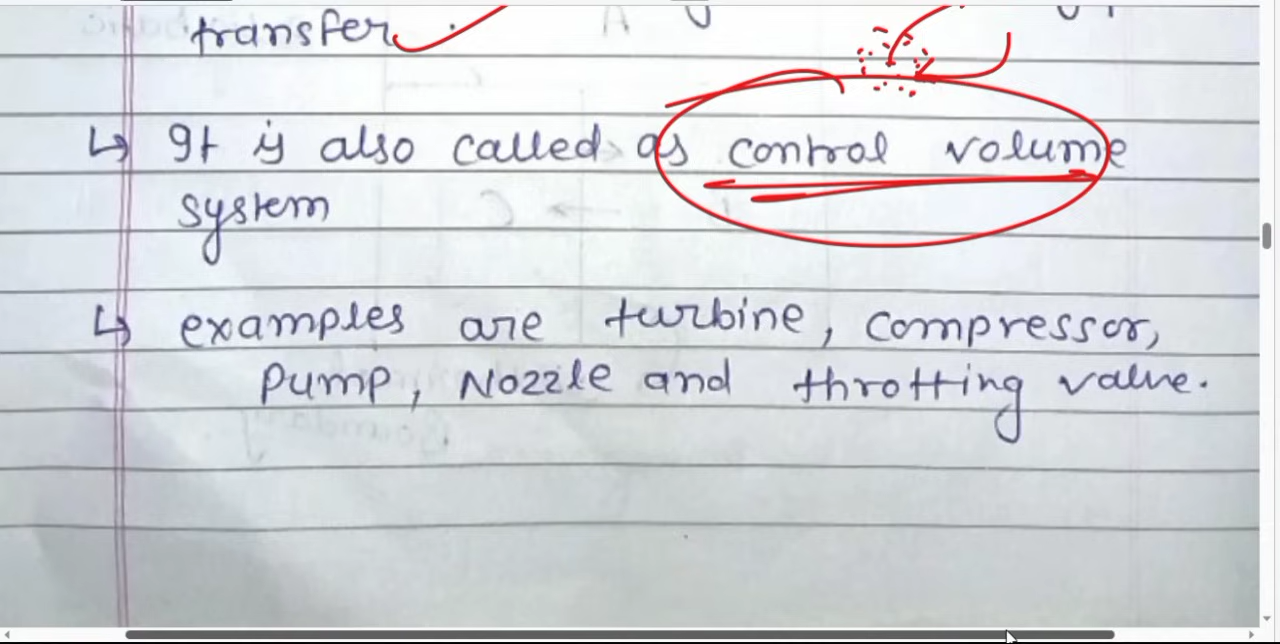 transfer.
↳ It is also called as control volume
system
↳ examples are turbine, compressor,
Pump, Nozzle and throtting valve.